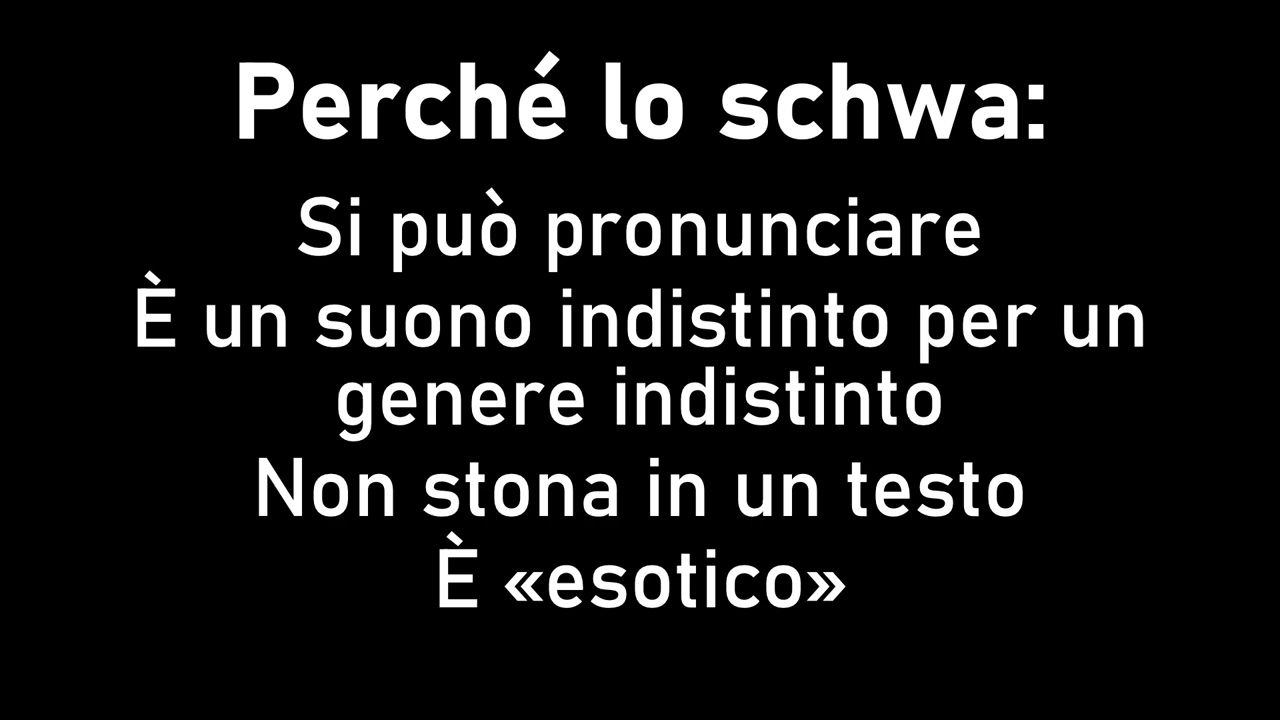 Perché lo schwa:
Si può pronunciare
È un suono indistinto per un
genere indistinto
Non stona in un testo
È «esotico»